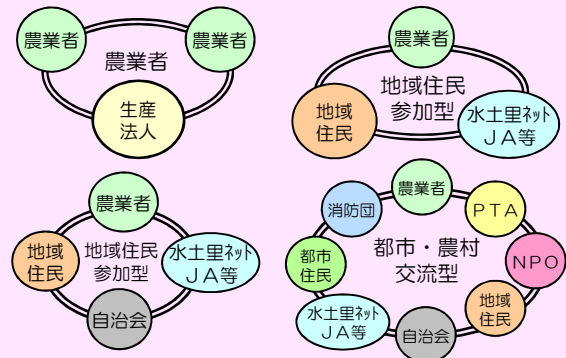 農業者
農業者
農業者
生産
法人
農業者
地域住民
参加型
地域
住民
水土里ネット
ＪＡ等
農業者
地域
住民
地域住民
参加型
水土里ネット
ＪＡ等
自治会
農業者
消防団
ＰＴＡ
都市
住民
都市・農村
交流型
ＮＰＯ
水土里ネット
ＪＡ等
自治会
地域
住民